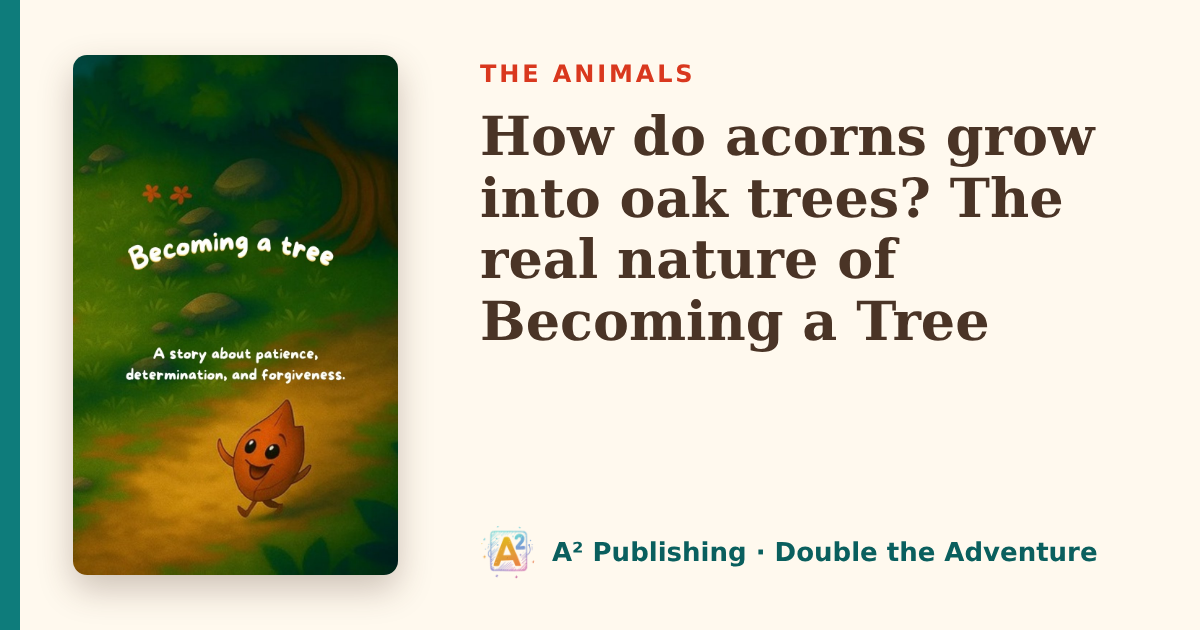 THE ANIMALS
How do acorns grow
into oak trees? The
real nature of
Becoming a Tree
Becoming a tree
A story about patience,
determination, and forgiveness.
A²
A² Publishing · Double the Adventure